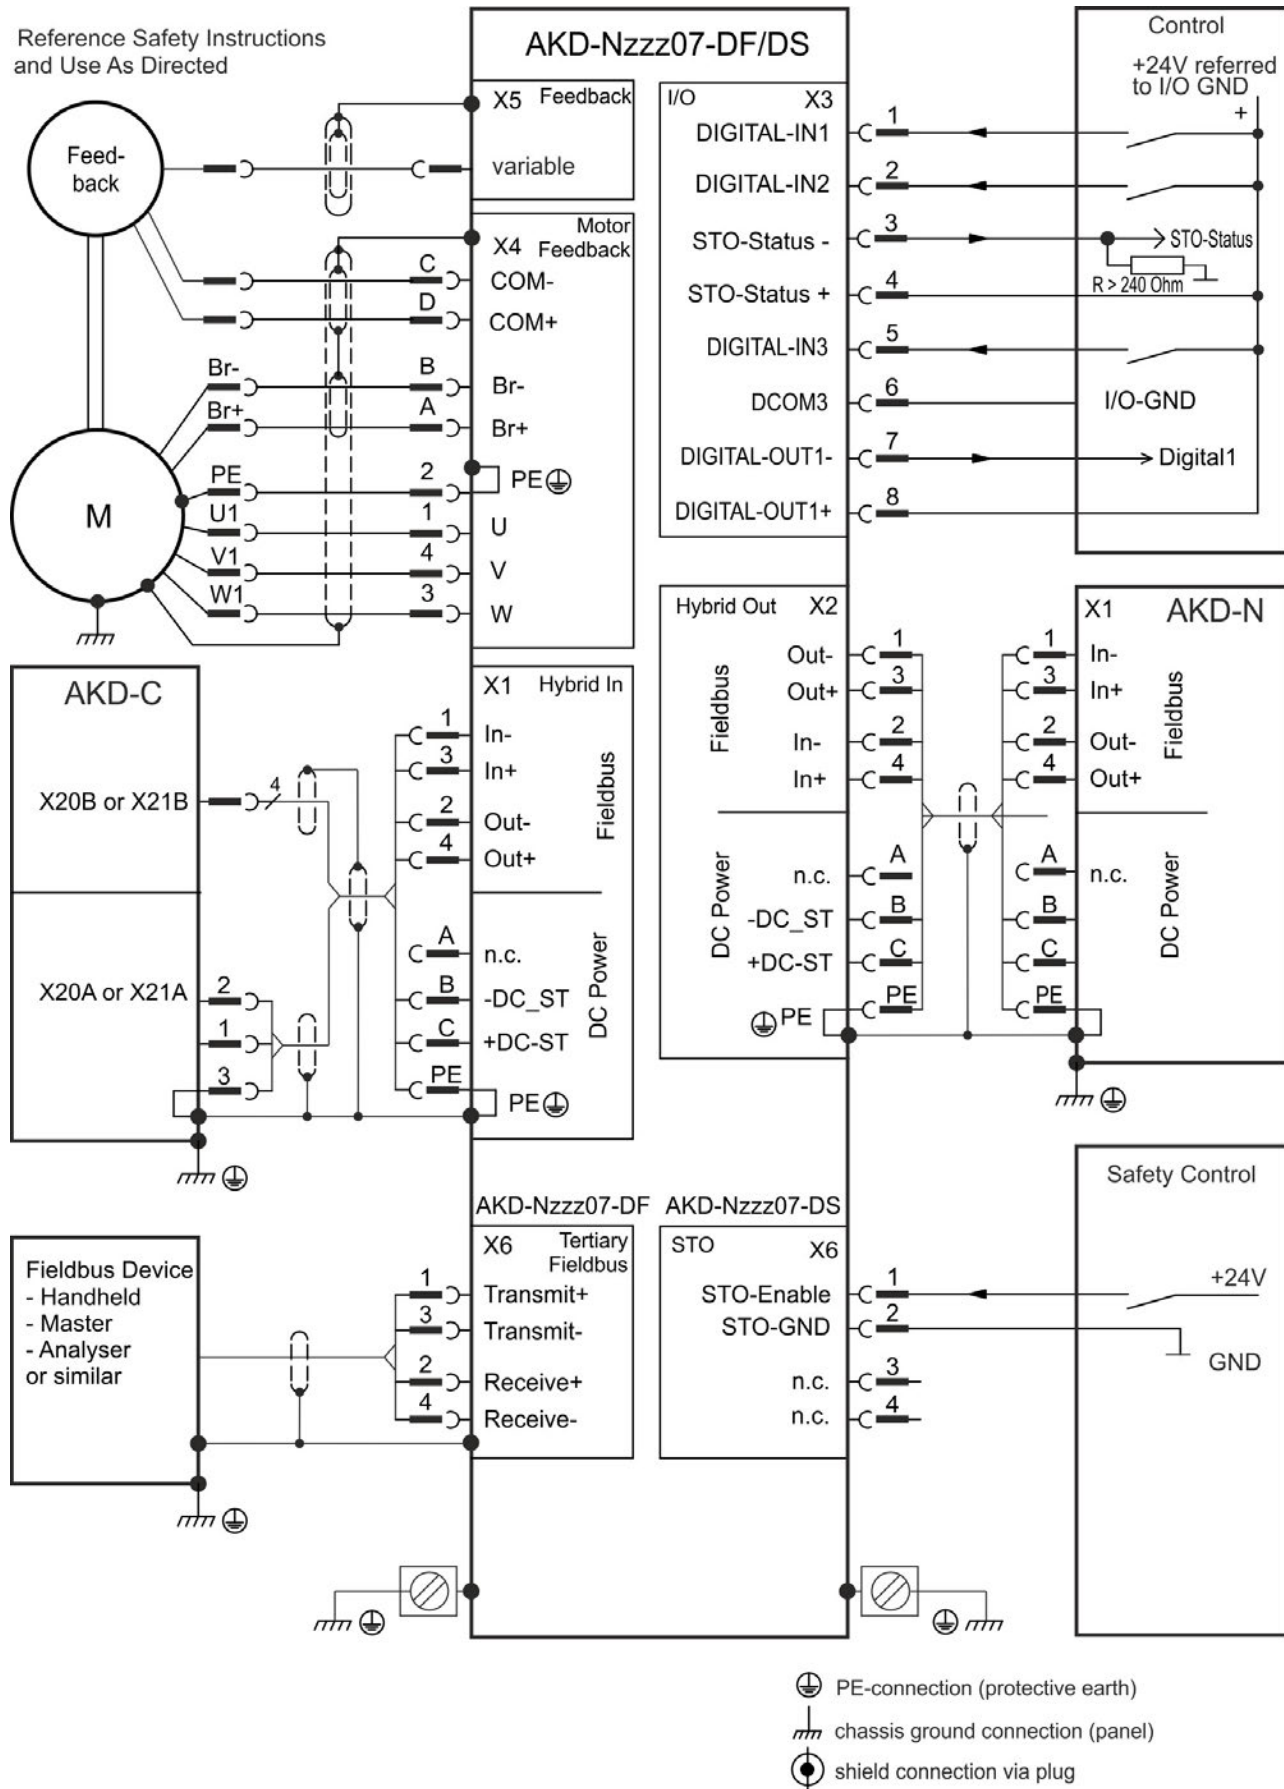 Reference Safety Instructions
and Use As Directed
AKD-Nzzz07-DF/DS
Feed-
back
X5 Feedback
variable
X4 Motor
Feedback
C
COM-
D
COM+
Br-
B
Br-
Br+
A
Br+
PE
2
PE
M
U1
1
U
V1
4
V
W1
3
W
I/O X3
DIGITAL-IN1
1
DIGITAL-IN2
2
STO-Status -
3
STO-Status +
4
DIGITAL-IN3
5
DCOM3
6
DIGITAL-OUT1-
7
DIGITAL-OUT1+
8
Control
+24V referred
to I/O GND
+
STO-Status
R > 240 Ohm
I/O-GND
Digital1
AKD-C
X20B or X21B
4
X20A or X21A
2
1
3
X1 Hybrid In
1
In-
3
In+
2
Out-
4
Out+
Fieldbus
A
n.c.
B
-DC_ST
C
+DC-ST
PE
PE
DC Power
Hybrid Out X2
Fieldbus
Out-
1
Out+
3
In-
2
In+
4
DC Power
n.c.
A
-DC_ST
B
+DC-ST
C
PE
PE
X1 AKD-N
1
In-
3
In+
2
Out-
4
Out+
Fieldbus
A
n.c.
B
C
PE
DC Power
AKD-Nzzz07-DF
Fieldbus Device
- Handheld
- Master
- Analyser
or similar
X6 Tertiary
Fieldbus
1
Transmit+
3
Transmit-
2
Receive+
4
Receive-
AKD-Nzzz07-DS
STO X6
STO-Enable
1
STO-GND
2
n.c.
3
n.c.
4
Safety Control
+24V
GND
PE-connection (protective earth)
chassis ground connection (panel)
shield connection via plug